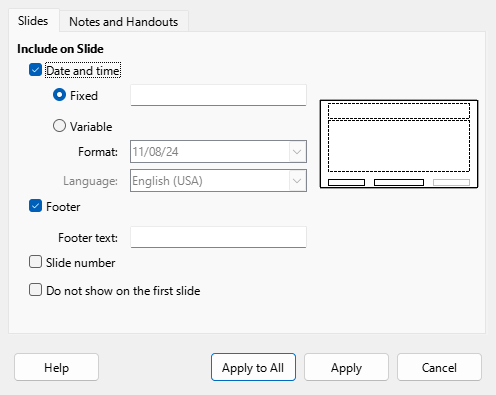 Slides Notes and Handouts
Include on Slide
Date and time
Fixed
Variable
Format: 11/08/24
Language: English (USA)
Footer
Footer text:
Slide number
Do not show on the first slide
Help Apply to All Apply Cancel